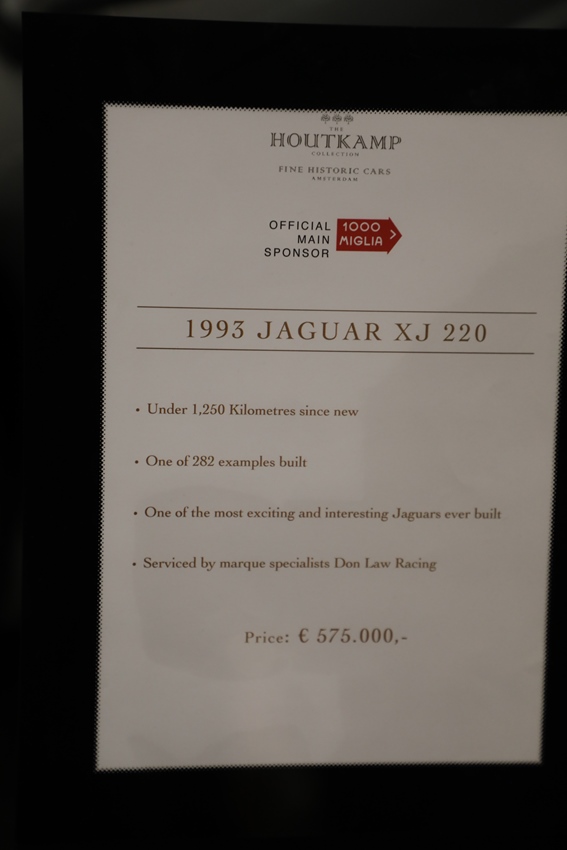 THE
HOUTKAMP
COLLECTION
FINE HISTORIC CARS
AMSTERDAM
OFFICIAL
MAIN
SPONSOR
1000
MIGLIA
1993 JAGUAR XJ 220
• Under 1,250 Kilometres since new
• One of 282 examples built
• One of the most exciting and interesting Jaguars ever built
• Serviced by marque specialists Don Law Racing
Price: € 575.000,-